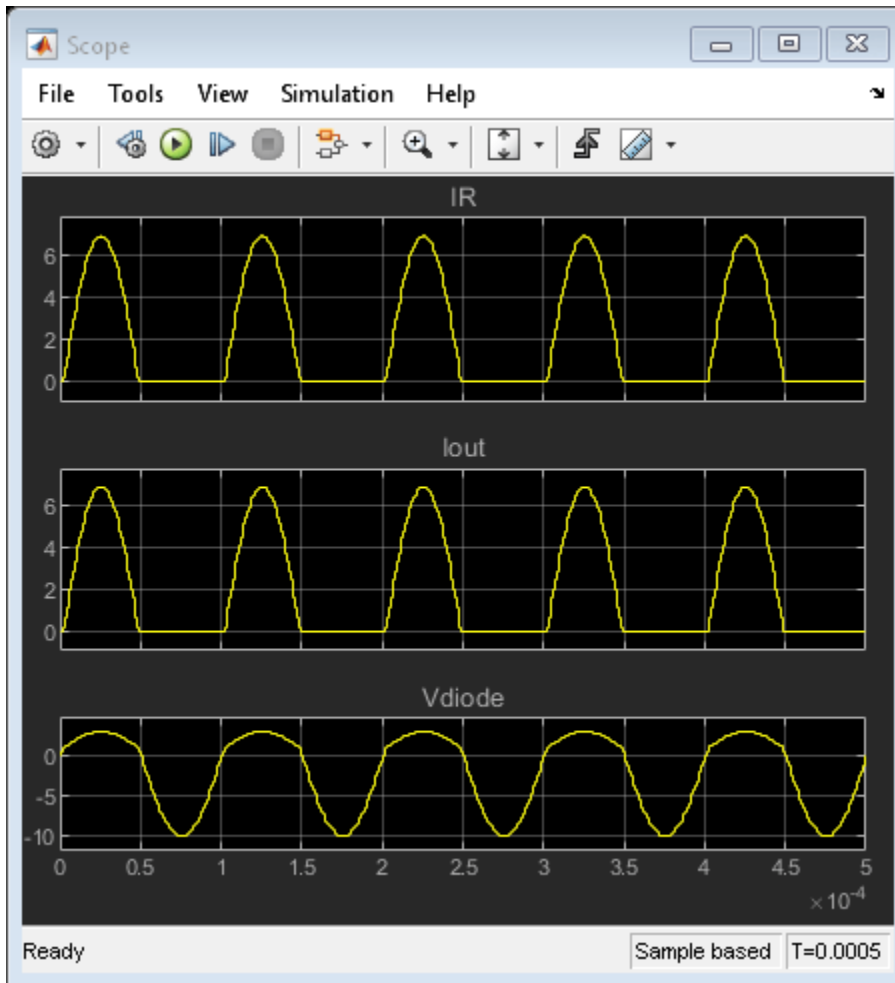 Scope
File Tools View Simulation Help
IR
6
4
2
0
Iout
6
4
2
0
Vdiode
0
-5
-10
0 0.5 1 1.5 2 2.5 3 3.5 4 4.5 5
×10-4
Ready Sample based T=0.0005